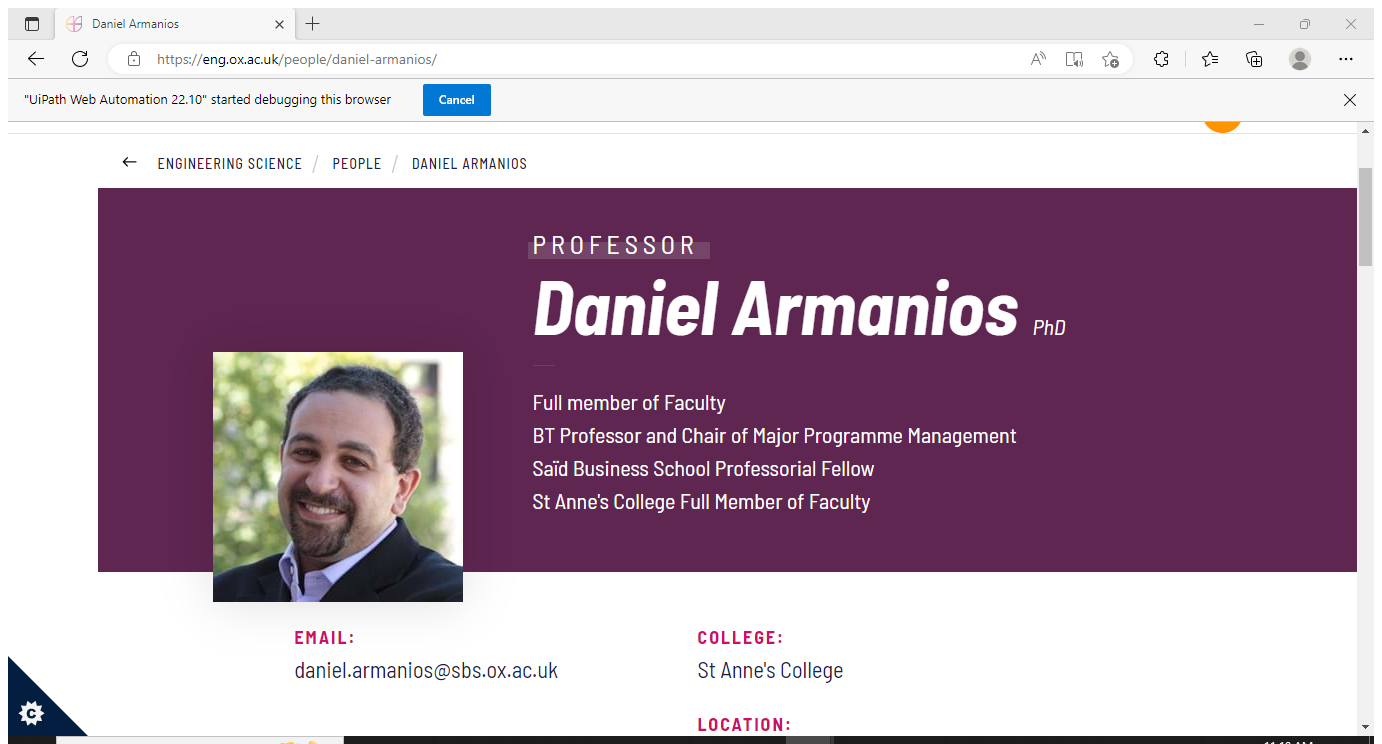 Daniel Armanios
https://eng.ox.ac.uk/people/daniel-armanios/
"UiPath Web Automation 22.10" started debugging this browser Cancel
ENGINEERING SCIENCE / PEOPLE / DANIEL ARMANIOS
PROFESSOR
Daniel Armanios PhD
Full member of Faculty
BT Professor and Chair of Major Programme Management
Saïd Business School Professorial Fellow
St Anne's College Full Member of Faculty
EMAIL:
daniel.armanios@sbs.ox.ac.uk
COLLEGE:
St Anne's College
LOCATION: